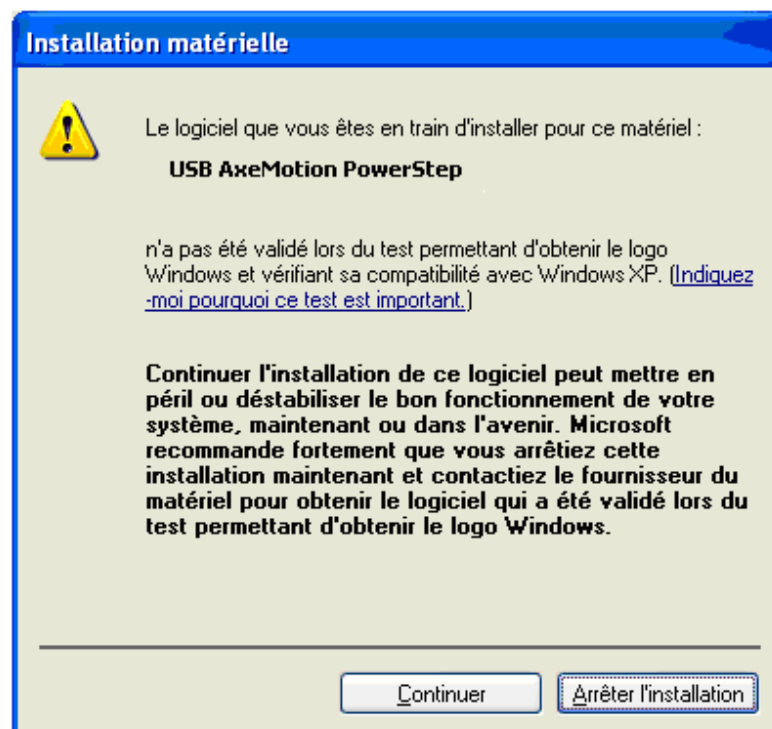 Installation matérielle
Le logiciel que vous êtes en train d'installer pour ce matériel :
USB AxeMotion PowerStep
n'a pas été validé lors du test permettant d'obtenir le logo
Windows et vérifiant sa compatibilité avec Windows XP. (Indiquez
-moi pourquoi ce test est important.)
Continuer l'installation de ce logiciel peut mettre en
péril ou déstabiliser le bon fonctionnement de votre
système, maintenant ou dans l'avenir. Microsoft
recommande fortement que vous arrêtiez cette
installation maintenant et contactiez le fournisseur du
matériel pour obtenir le logiciel qui a été validé lors du
test permettant d'obtenir le logo Windows.
Continuer
Arrêter l'installation